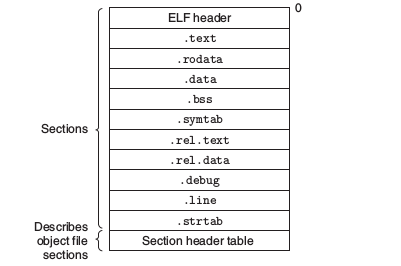 ELF header
0
.text
.rodata
.data
.bss
Sections
.symtab
.rel.text
.rel.data
.debug
.line
.strtab
Describes
object file
sections
Section header table